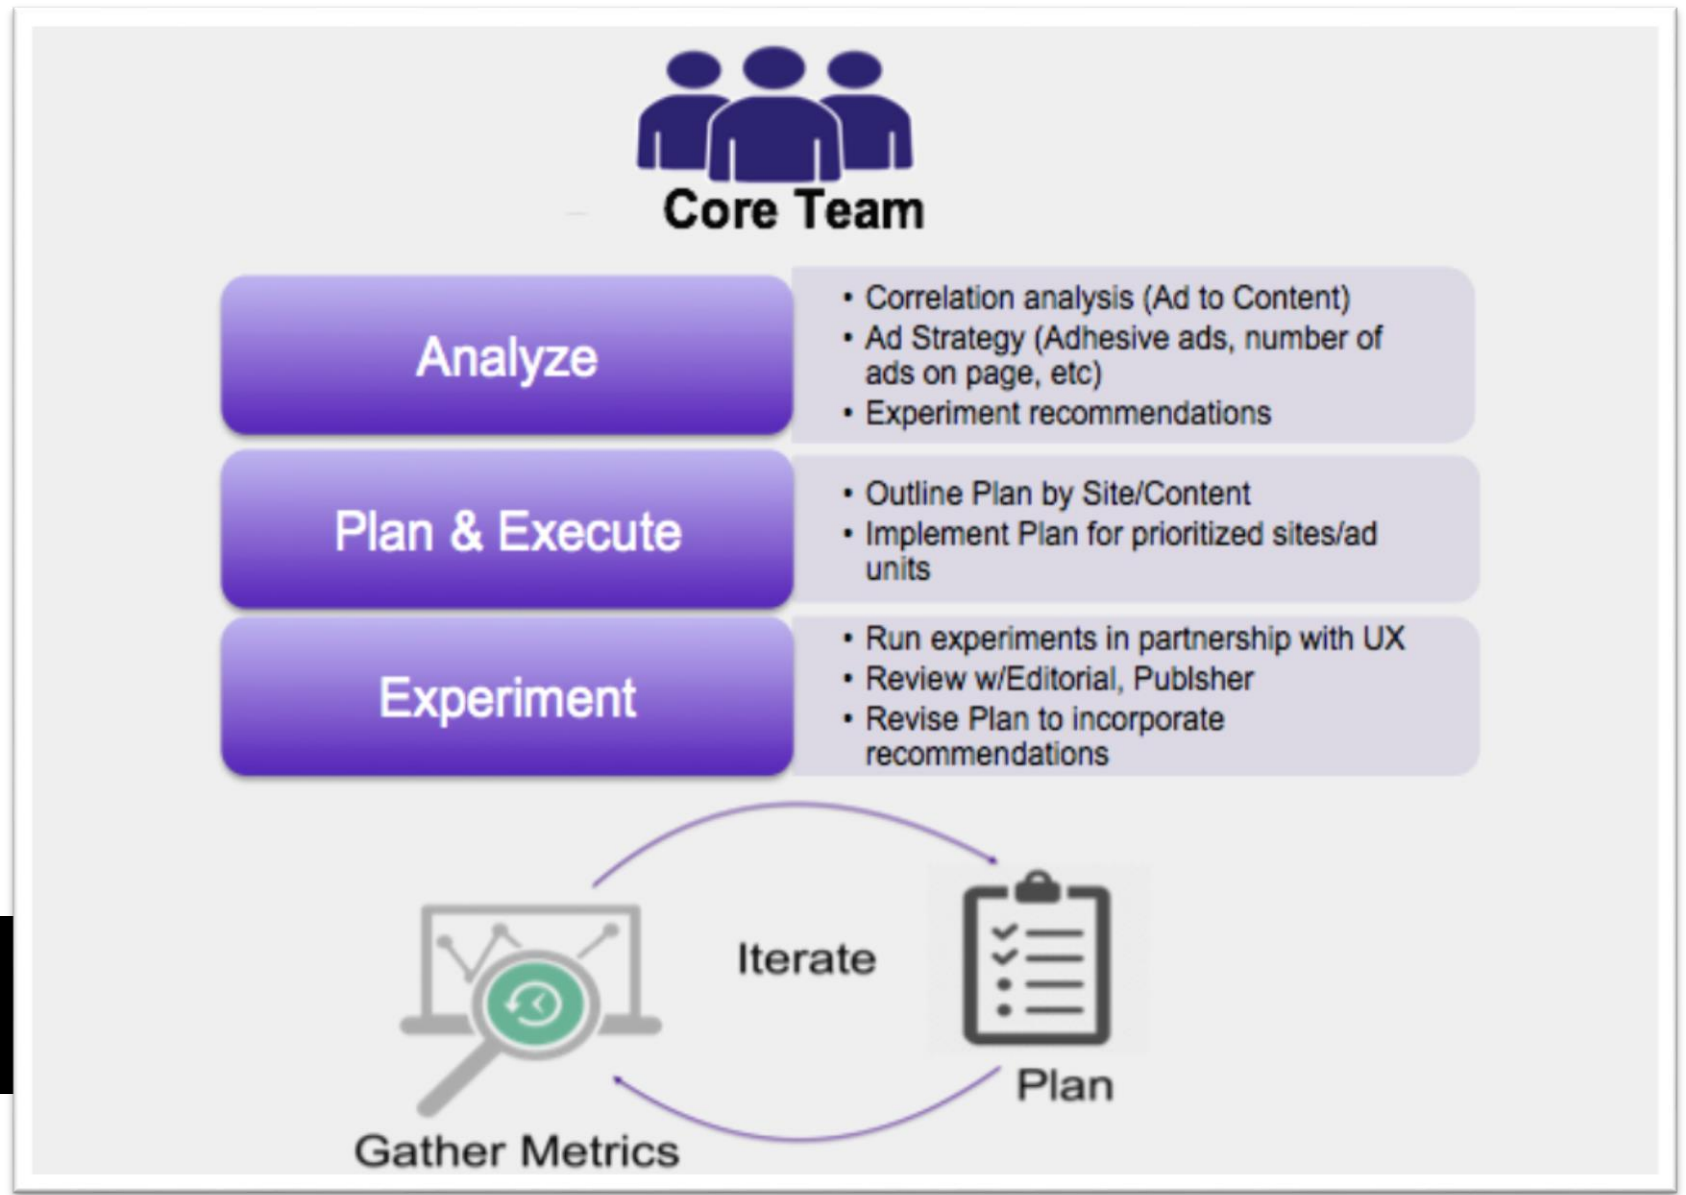 Core Team
Analyze
• Correlation analysis (Ad to Content)
• Ad Strategy (Adhesive ads, number of
ads on page, etc)
• Experiment recommendations
Plan & Execute
• Outline Plan by Site/Content
• Implement Plan for prioritized sites/ad
units
Experiment
• Run experiments in partnership with UX
• Review w/Editorial, Publsher
• Revise Plan to incorporate
recommendations
Iterate
Plan
Gather Metrics